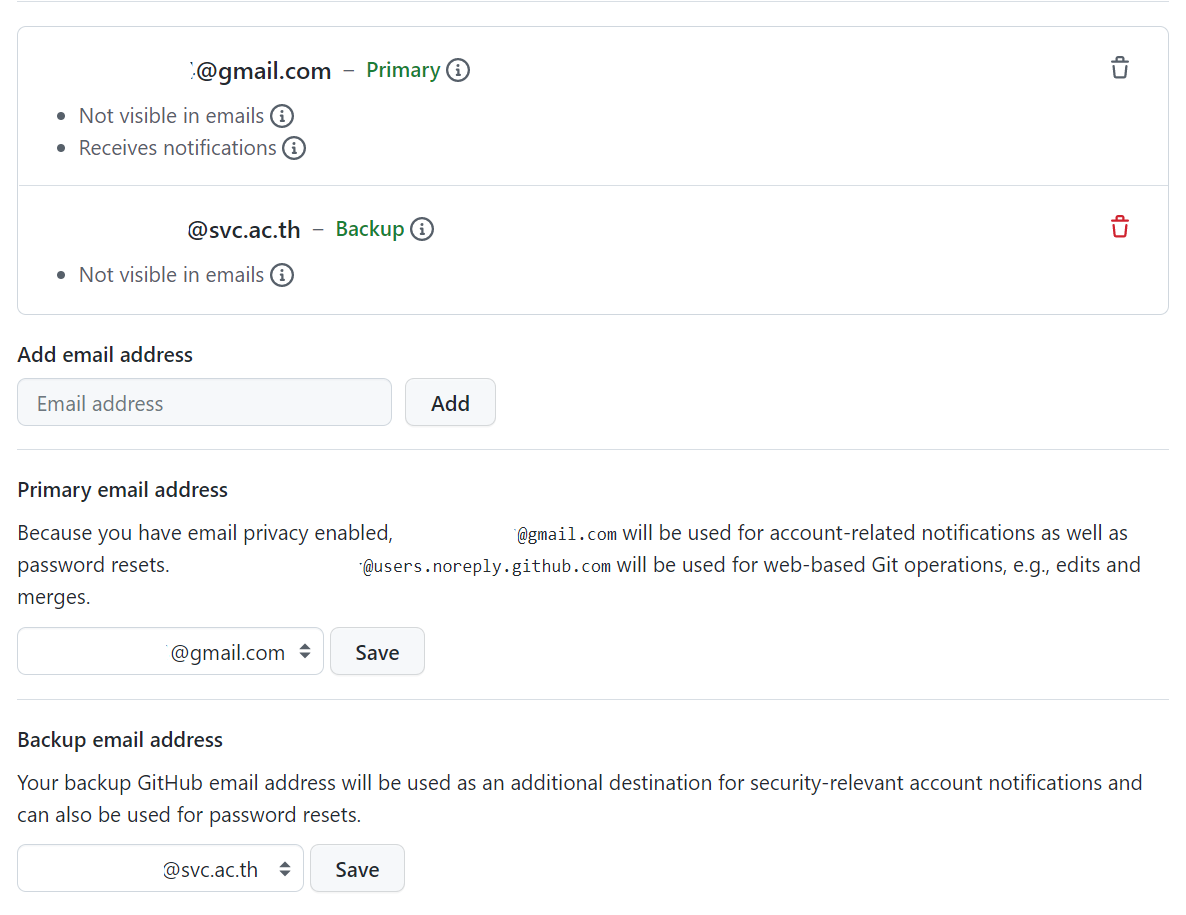 @gmail.com – Primary
Not visible in emails
Receives notifications
@svc.ac.th – Backup
Not visible in emails
Add email address
Email address Add
Primary email address
Because you have email privacy enabled, @gmail.com will be used for account-related notifications as well as
password resets. @users.noreply.github.com will be used for web-based Git operations, e.g., edits and
merges.
@gmail.com Save
Backup email address
Your backup GitHub email address will be used as an additional destination for security-relevant account notifications and
can also be used for password resets.
@svc.ac.th Save